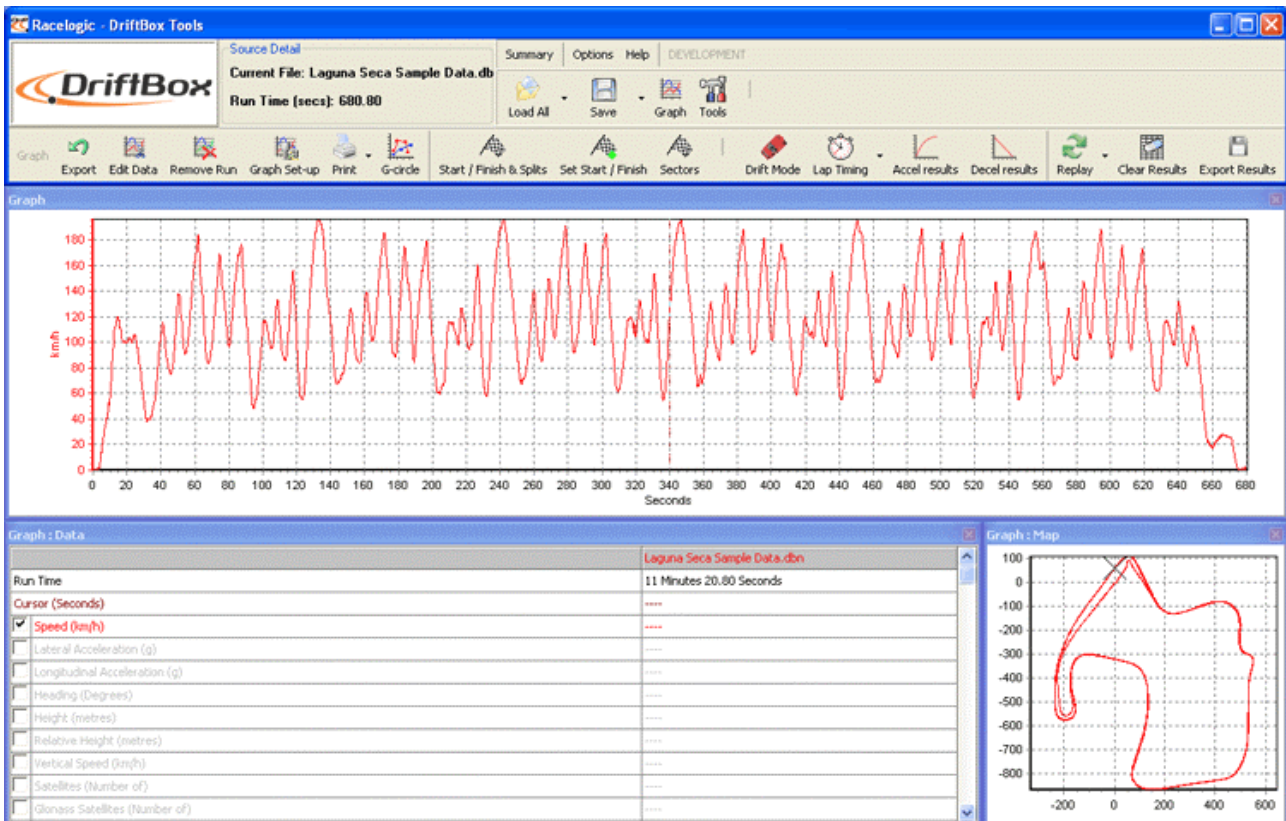 Racelogic - DriftBox Tools
DriftBox
Source Detail
Current File: Laguna Seca Sample Data.db
Run Time (secs): 680.80
Summary Options Help DEVELOPMENT
Load All Save Graph Tools
Graph Export Edit Data Remove Run Graph Set-up Print G-circle Start / Finish & Splits Set Start / Finish Sectors Drift Mode Lap Timing Accel results Decel results Replay Clear Results Export Results
Graph
180
160
140
120
100
80
60
40
20
0
km/h
0 20 40 60 80 100 120 140 160 180 200 220 240 260 280 300 320 340 360 380 400 420 440 460 480 500 520 540 560 580 600 620 640 660 680
Seconds
Graph : Data
Laguna Seca Sample Data.dbn
Run Time 11 Minutes 20.80 Seconds
Cursor (Seconds) ----
Speed (km/h) ----
Lateral Acceleration (g) ----
Longitudinal Acceleration (g) ----
Heading (Degrees) ----
Height (metres) ----
Relative Height (metres) ----
Vertical Speed (km/h) ----
Satellites (Number of) ----
Glonass Satellites (Number of) ----
Graph : Map
100
0
-100
-200
-300
-400
-500
-600
-700
-800
-200 0 200 400 600